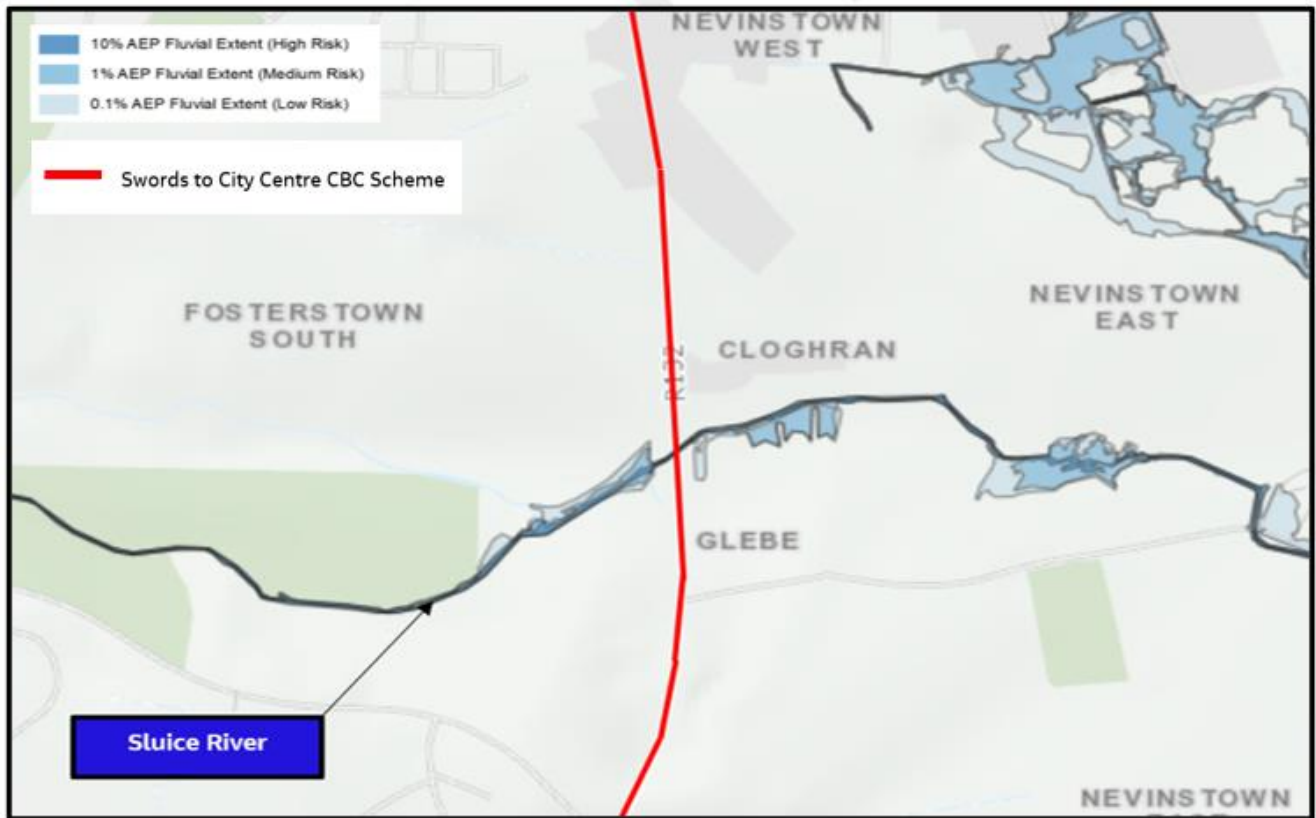 10% AEP Fluvial Extent (High Risk)
1% AEP Fluvial Extent (Medium Risk)
0.1% AEP Fluvial Extent (Low Risk)
Swords to City Centre CBC Scheme
NEVINSTOWN
WEST
FOSTERSTOWN
SOUTH
NEVINSTOWN
EAST
CLOGHRAN
R132
GLEBE
Sluice River
NEVINSTOWN